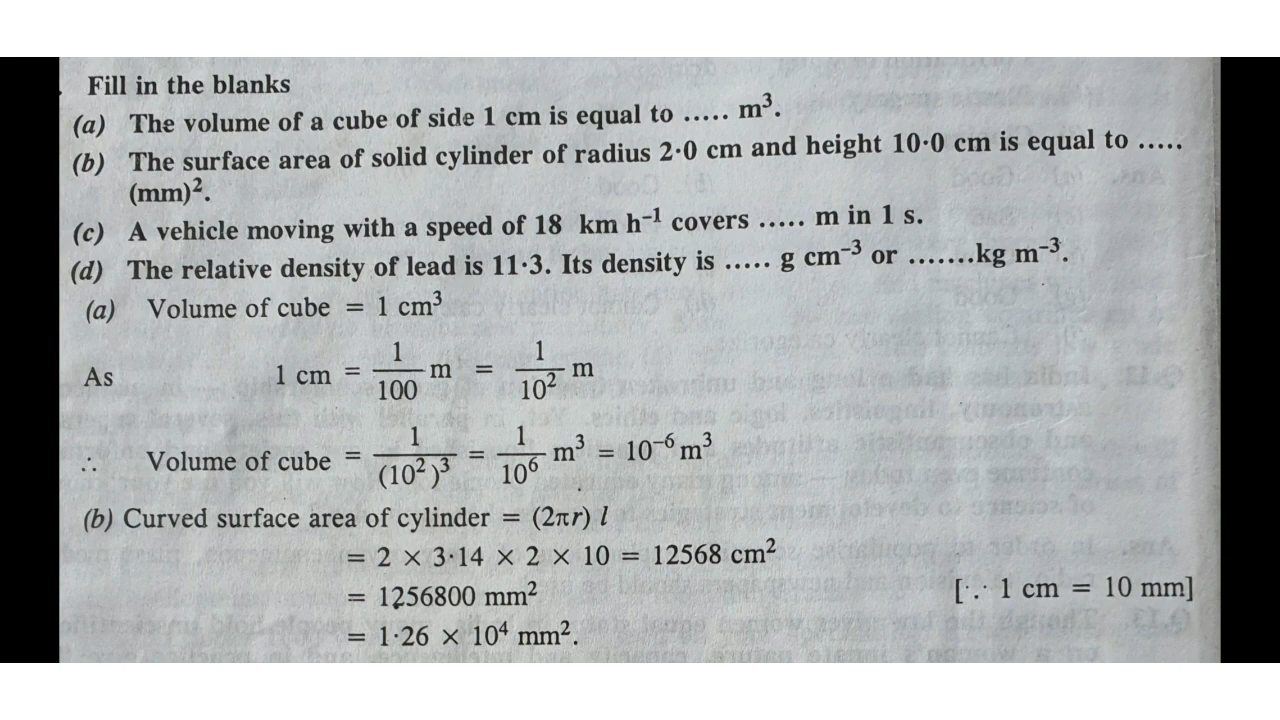 Fill in the blanks
(a) The volume of a cube of side 1 cm is equal to ..... m³.
(b) The surface area of solid cylinder of radius 2·0 cm and height 10·0 cm is equal to .....
(mm)².
(c) A vehicle moving with a speed of 18 km h⁻¹ covers ..... m in 1 s.
(d) The relative density of lead is 11·3. Its density is ..... g cm⁻³ or .......kg m⁻³.
(a) Volume of cube = 1 cm³
As 1 cm = 1/100 m = 1/10² m
∴ Volume of cube = 1/(10²)³ = 1/10⁶ m³ = 10⁻⁶ m³
(b) Curved surface area of cylinder = (2πr) l
= 2 × 3·14 × 2 × 10 = 12568 cm²
= 1256800 mm² [∵ 1 cm = 10 mm]
= 1·26 × 10⁴ mm².